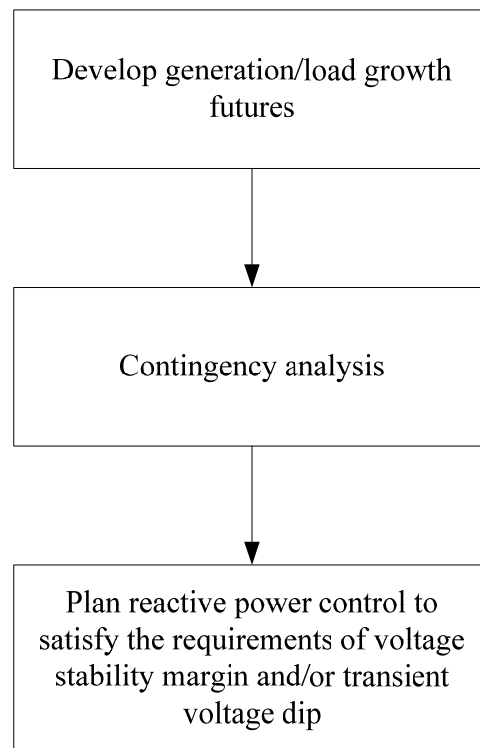 Develop generation/load growth
futures
Contingency analysis
Plan reactive power control to
satisfy the requirements of voltage
stability margin and/or transient
voltage dip